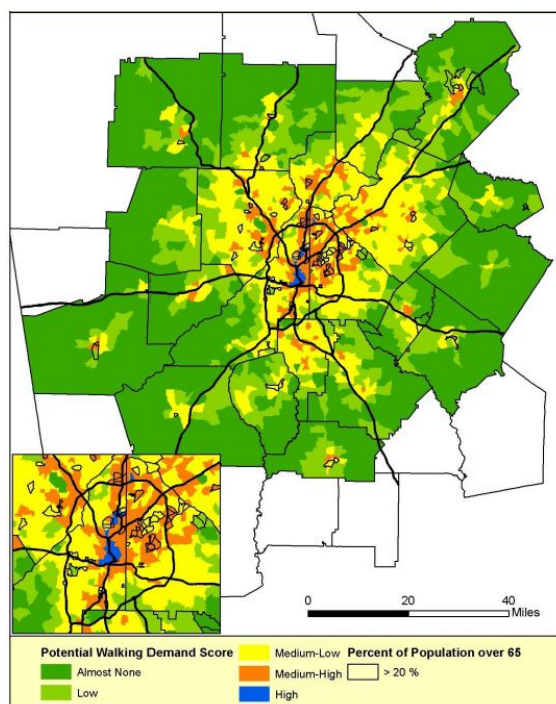 0 20 40
Miles
Potential Walking Demand Score
Almost None
Low
Medium-Low
Medium-High
High
Percent of Population over 65
> 20 %